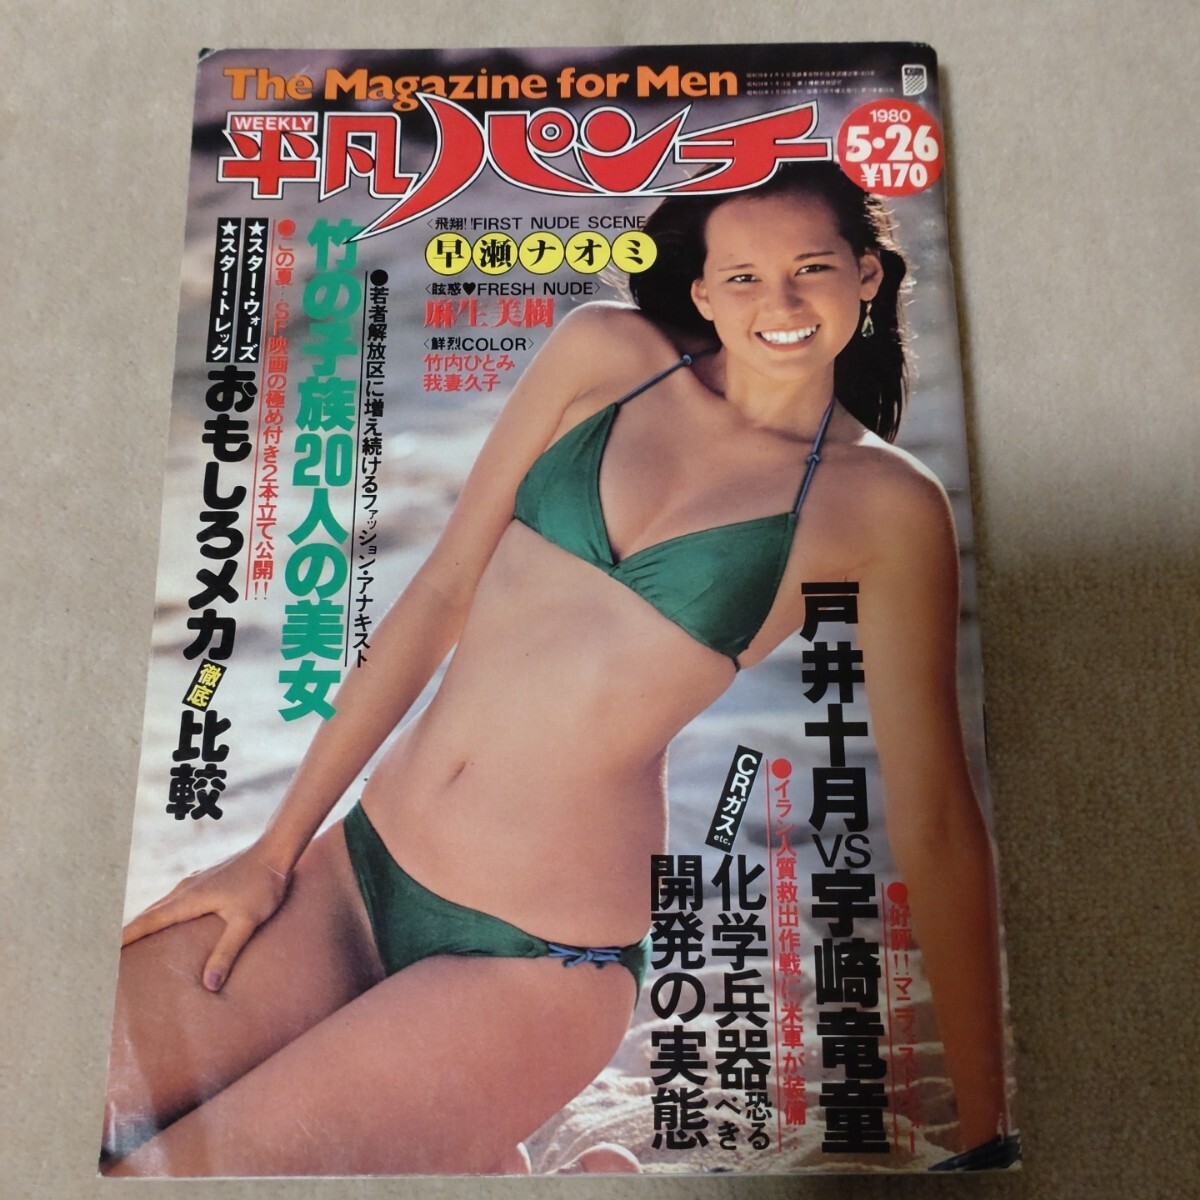 The Magazine for Men
WEEKLY
平凡パンチ
1980
5・26
¥170
〈飛翔!!FIRST NUDE SCENE
早瀬ナオミ
〈眩惑♥FRESH NUDE〉
麻生美樹
〈鮮烈COLOR〉
竹内ひとみ
我妻久子
●若者解放区に増え続けるファッション・アナキスト
竹の子族20人の美女
●この夏…SF映画の極め付き2本立て公開!!
★スター・ウォーズ
★スター・トレック
おもしろメカ徹底比較
戸井十月VS宇崎竜童
●イラン人質救出作戦に米軍が装備
CRガスetc.
化学兵器恐るべき
開発の実態